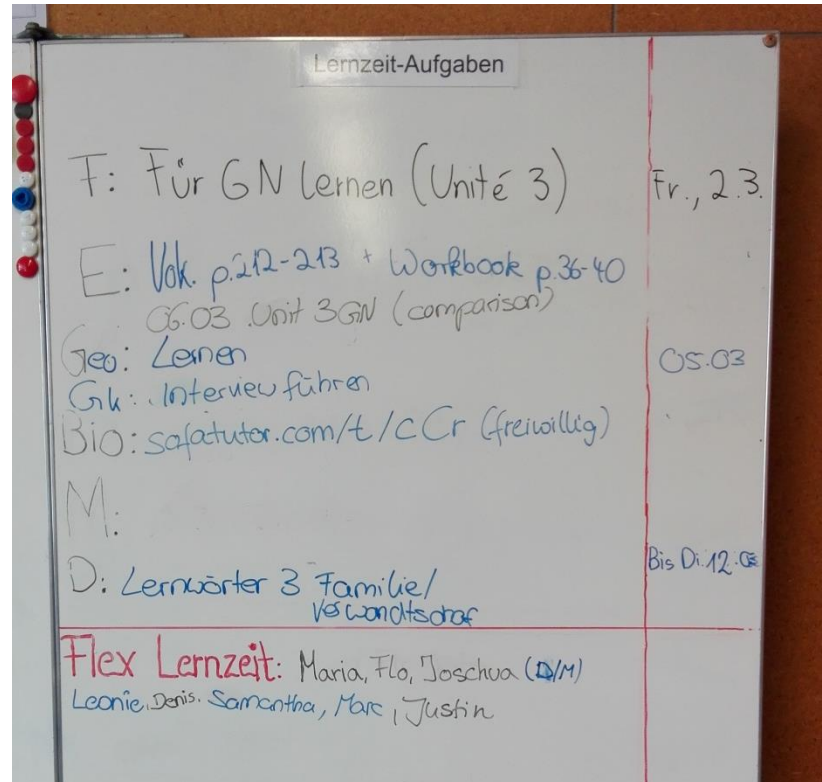 Lernzeit-Aufgaben
F: Für GN lernen (Unité 3) Fr., 2.3.
E: Vok. p.212-213 + Workbook p.36-40
06.03 Unit 3 GN (comparison)
Geo: Lernen 05.03
Gk: Interview führen
Bio: sofatutor.com/t/cCr (freiwillig)
M:
D: Lernwörter 3 Familie/ Bis Di. 12.03
Verwandtschaf
Flex Lernzeit: Maria, Flo, Joschua (D/M)
Leonie, Denis. Samantha, Marc, Justin